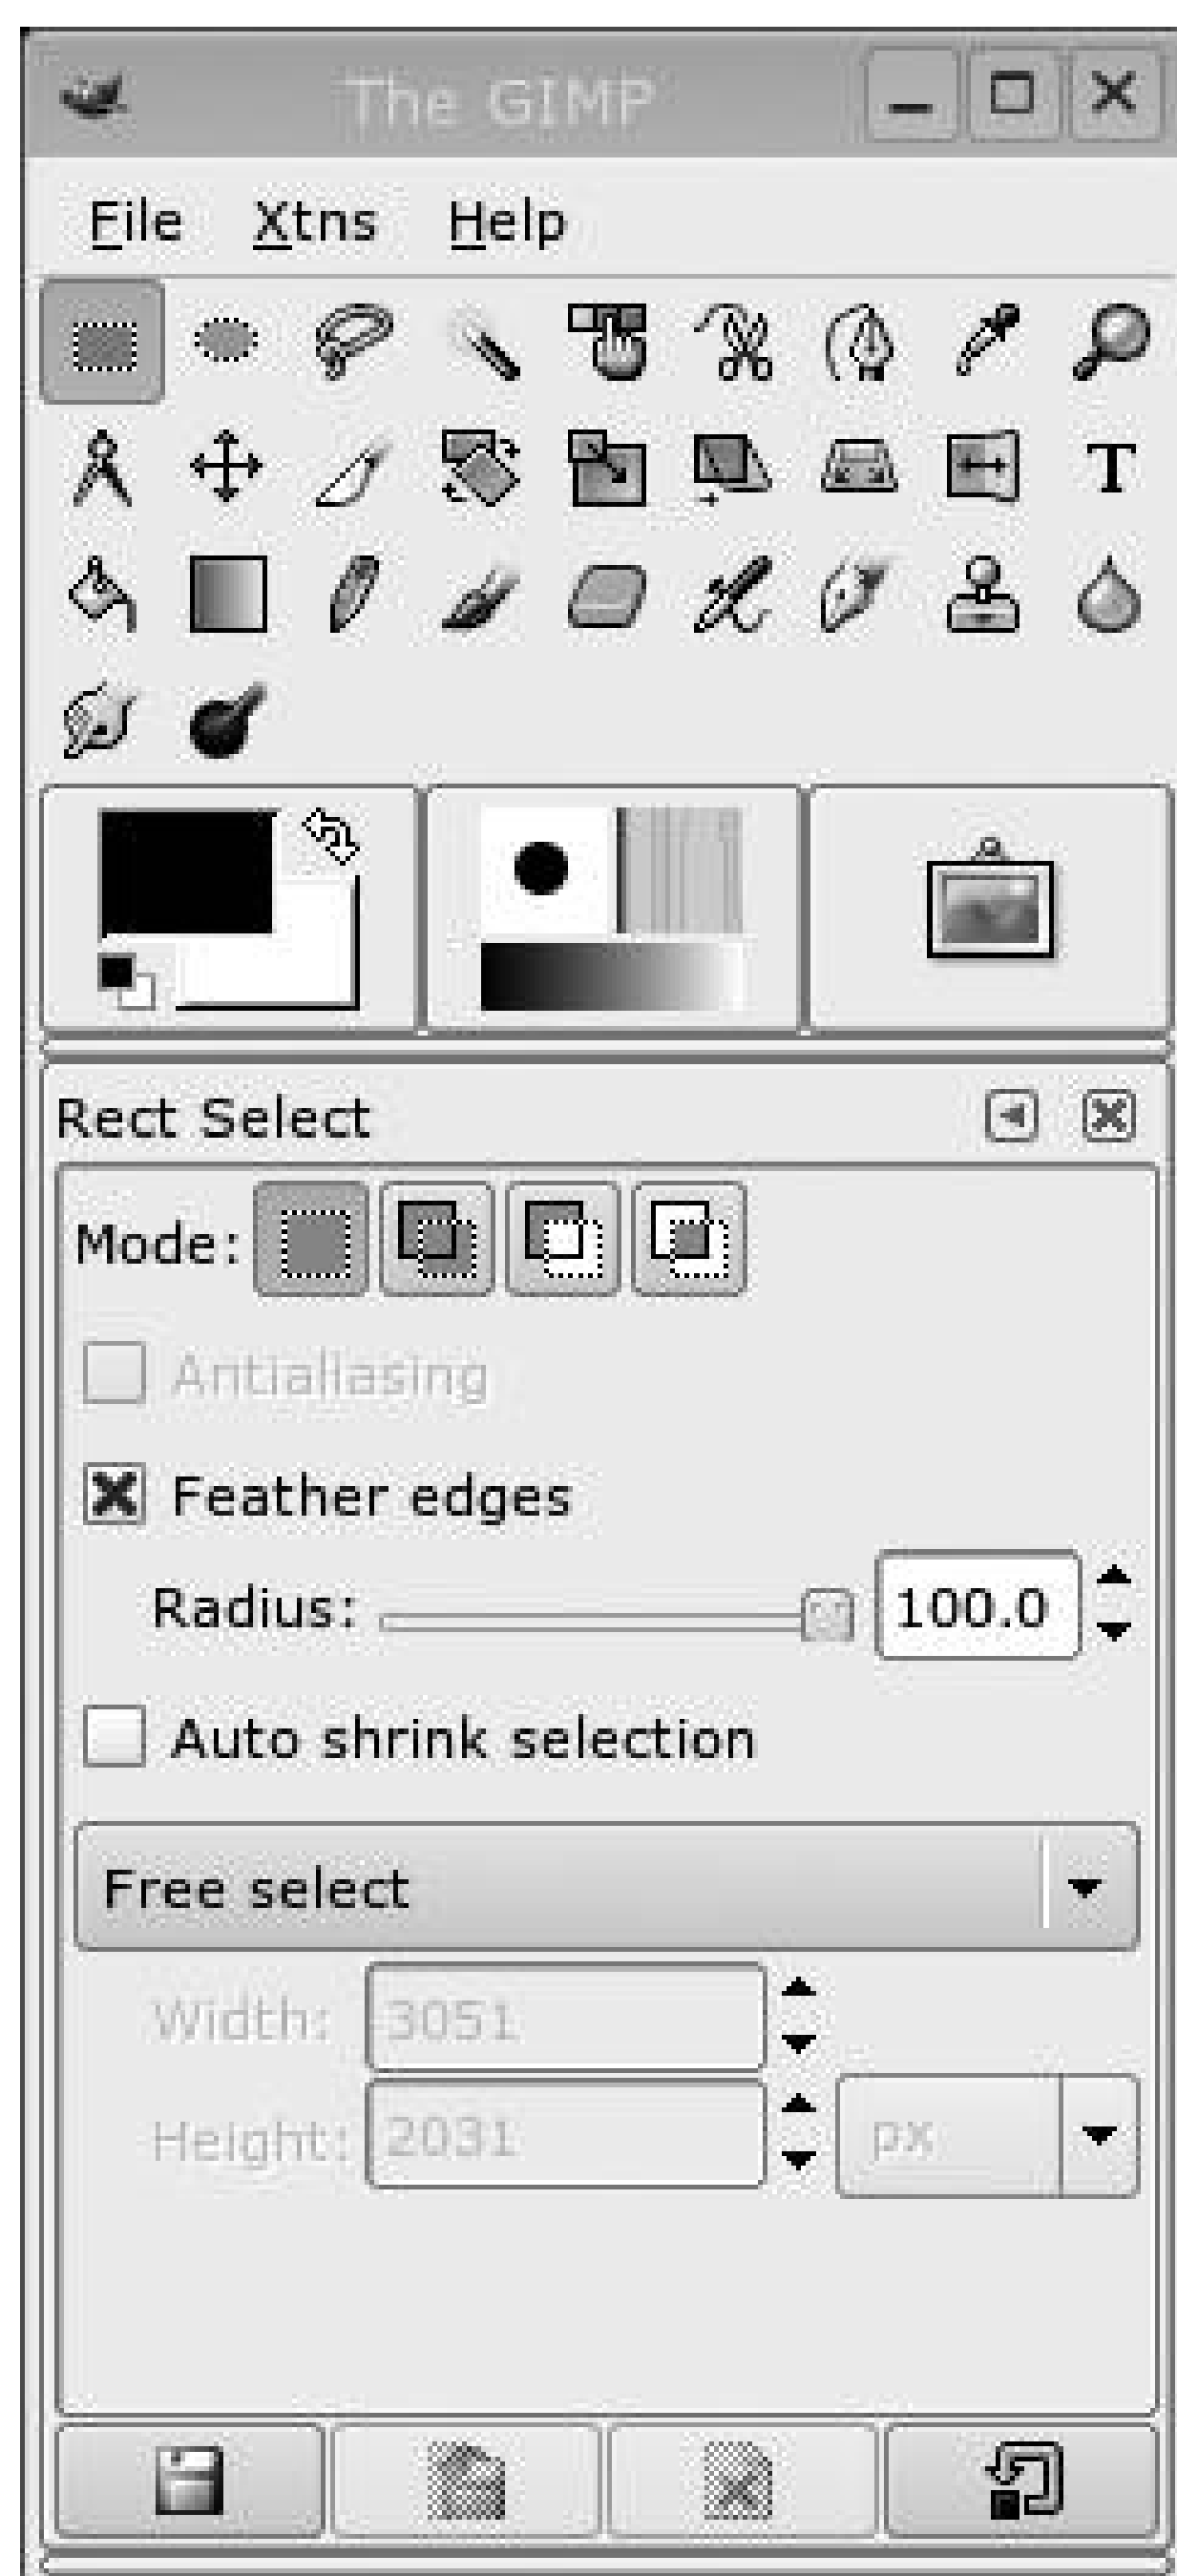 The GIMP
File Xtns Help
T
Rect Select
Mode:
Antialiasing
Feather edges
Radius: 100.0
Auto shrink selection
Free select
Width: 3051
Height: 2031 px